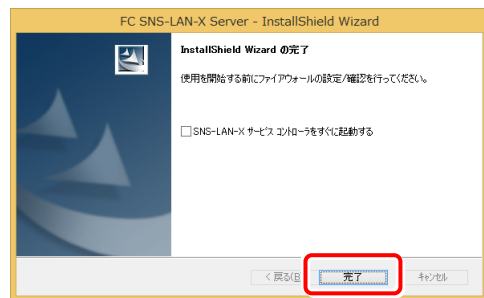 FC SNS-LAN-X Server - InstallShield Wizard
InstallShield Wizard の完了
使用を開始する前にファイアウォールの設定/確認を行ってください。
SNS-LAN-X サービス コントローラをすぐに起動する
< 戻る(B
完了
キャンセル